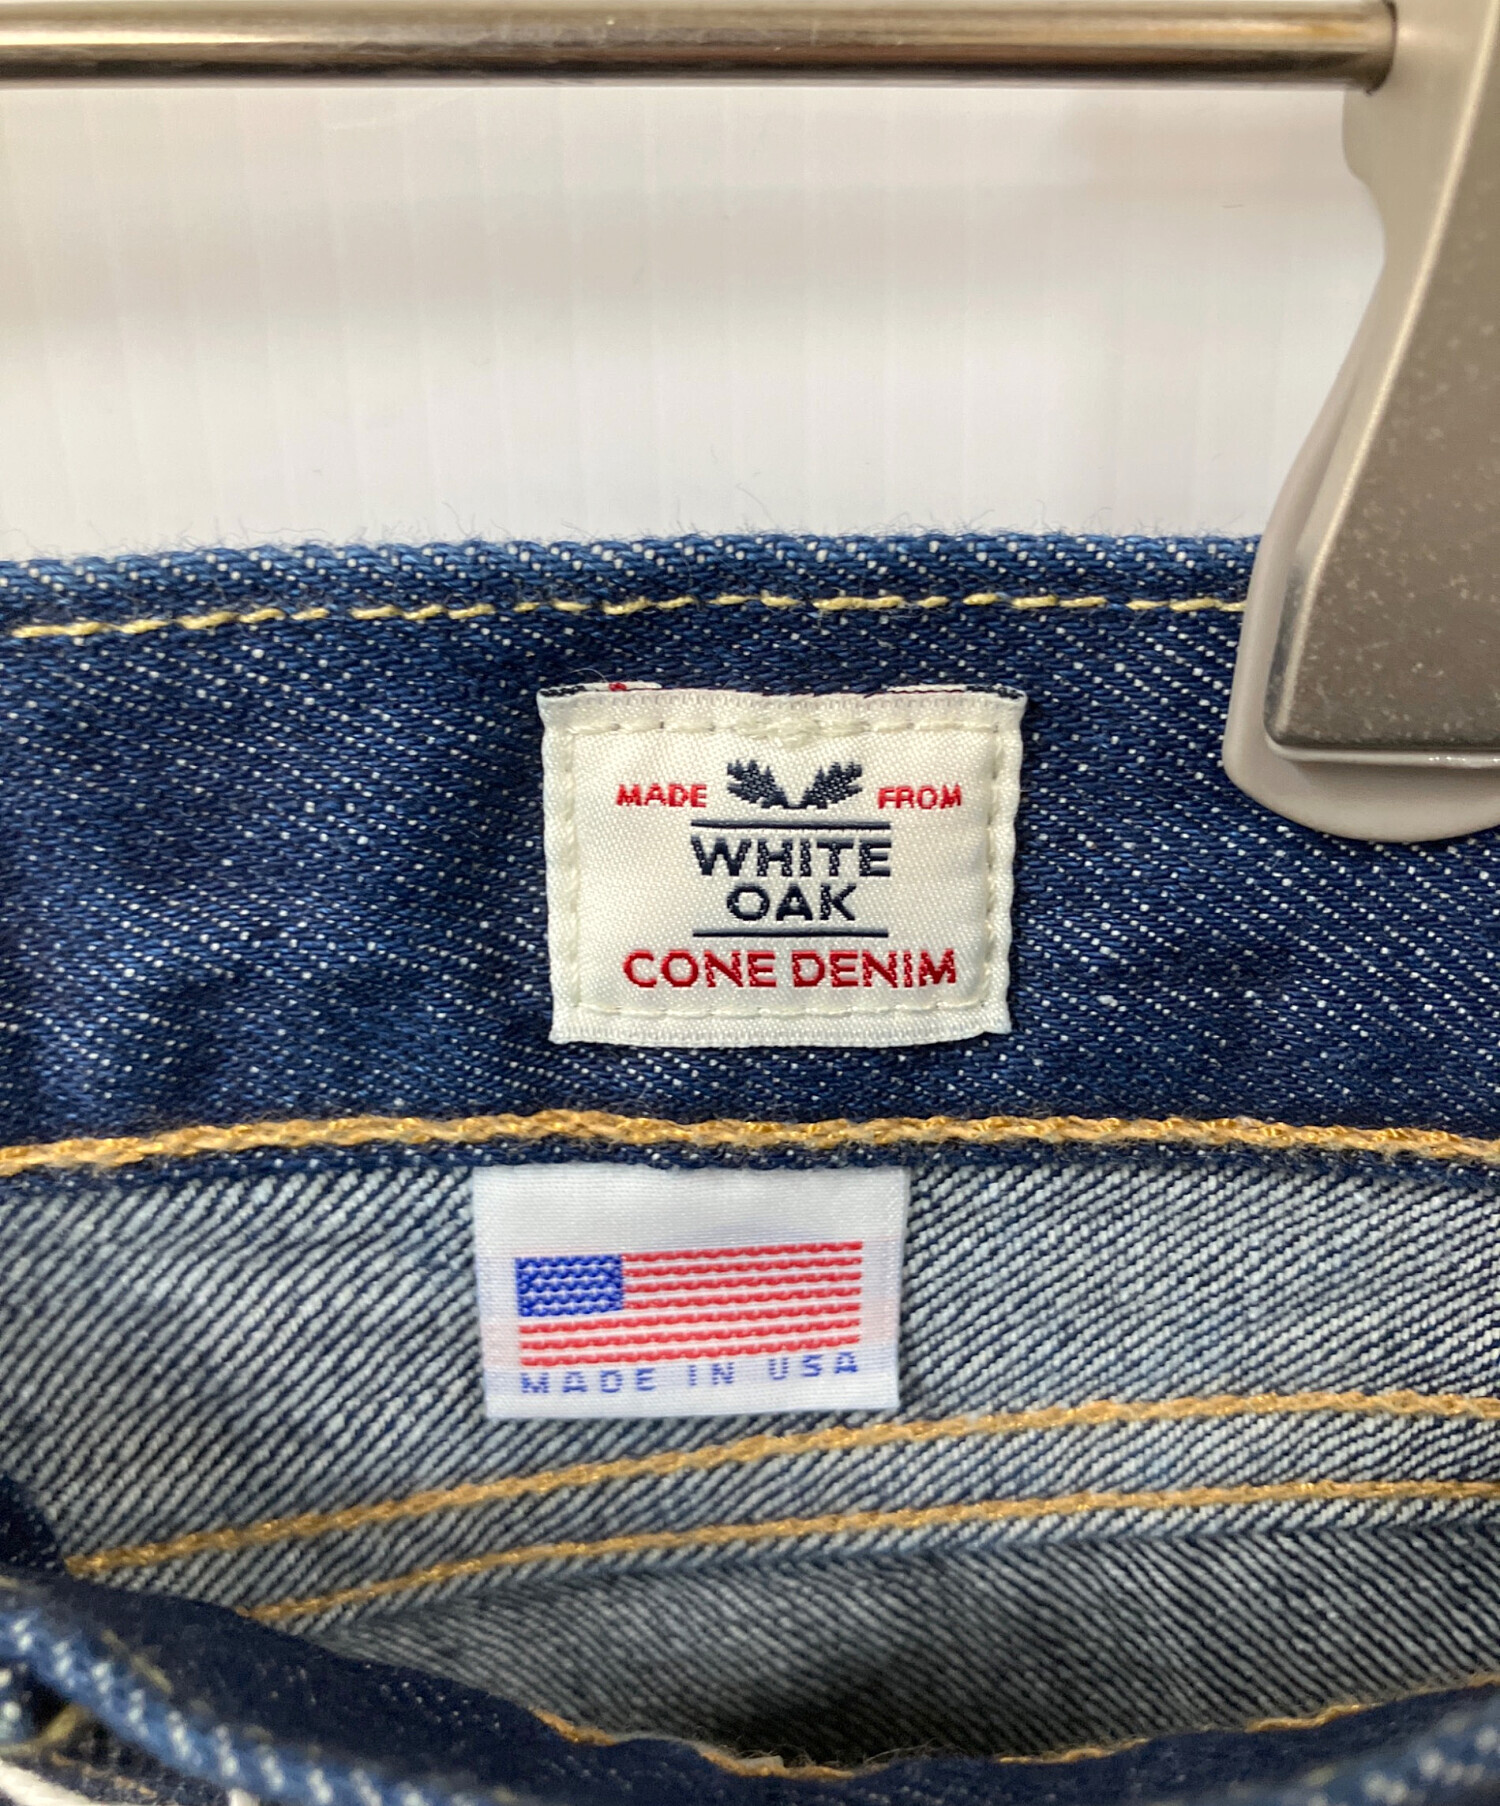 MADE FROM
WHITE
OAK
CONE DENIM
MADE IN USA